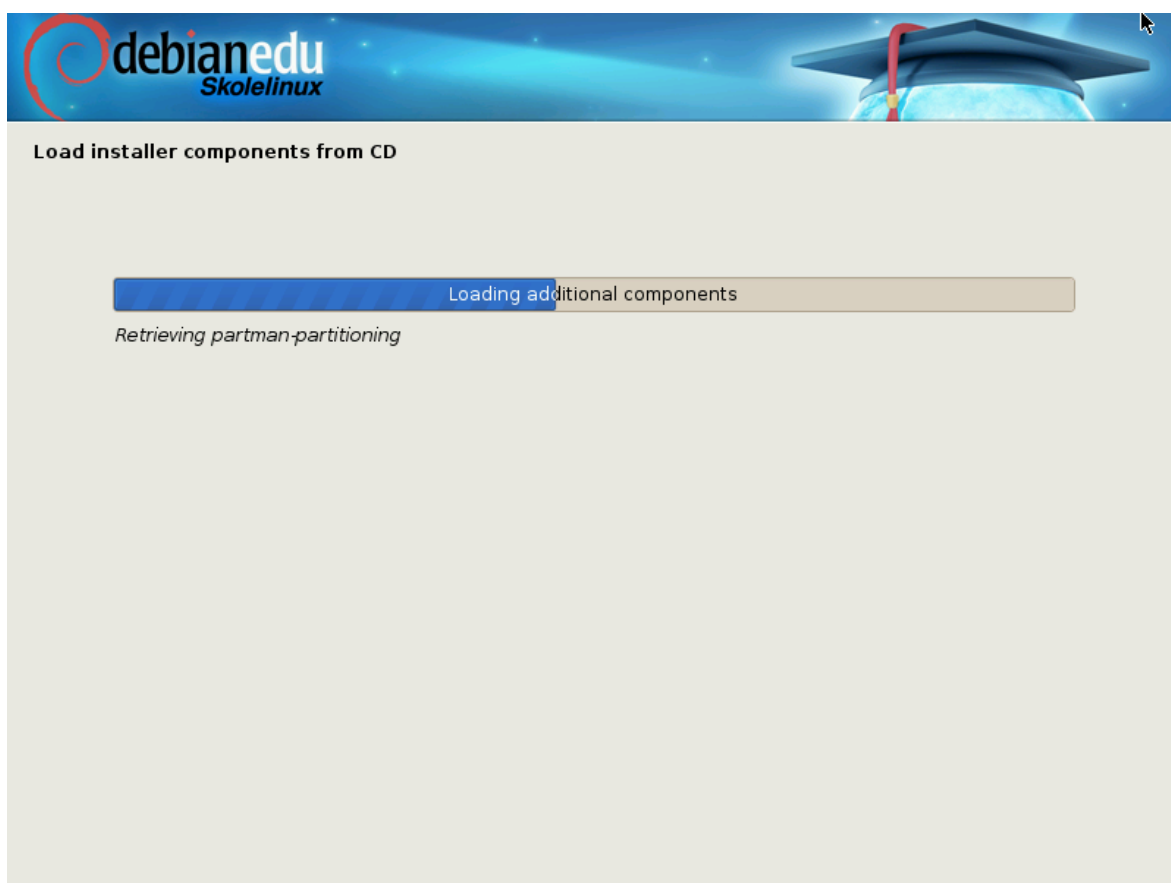 debianedu
Skolelinux
Load installer components from CD
Loading additional components
Retrieving partman-partitioning